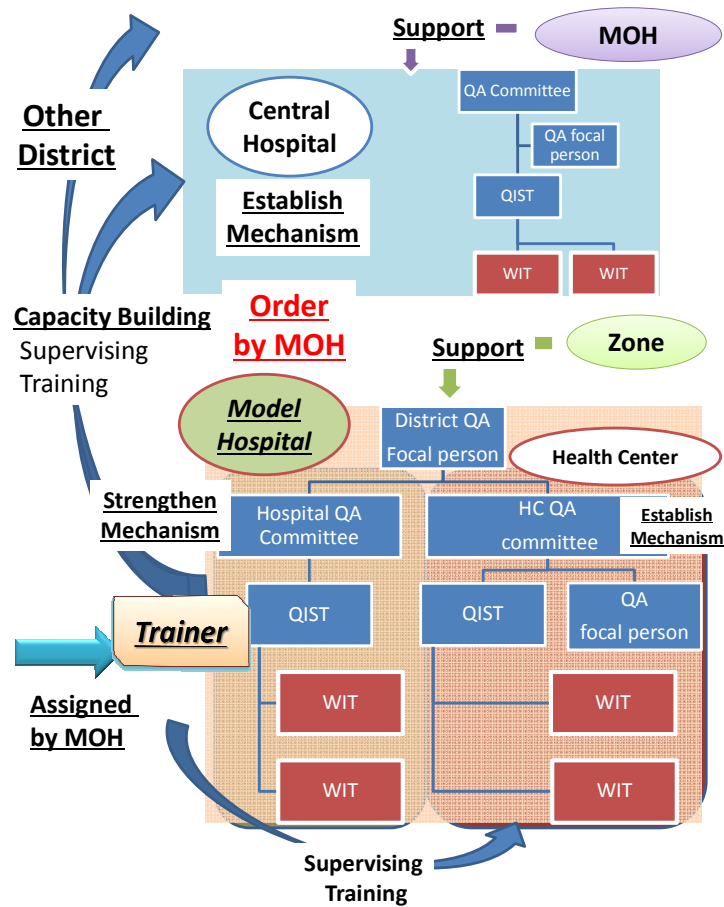 Support
MOH
Other
District
Central
Hospital
QA Committee
QA focal
person
QIST
Establish
Mechanism
WIT
WIT
Capacity Building
Supervising
Training
Order
by MOH
Support
Zone
Model
Hospital
District QA
Focal person
Health Center
Strengthen
Mechanism
Hospital QA
Committee
HC QA
committee
Establish
Mechanism
Trainer
QIST
QIST
QA
focal person
Assigned
by MOH
WIT
WIT
WIT
WIT
Supervising
Training